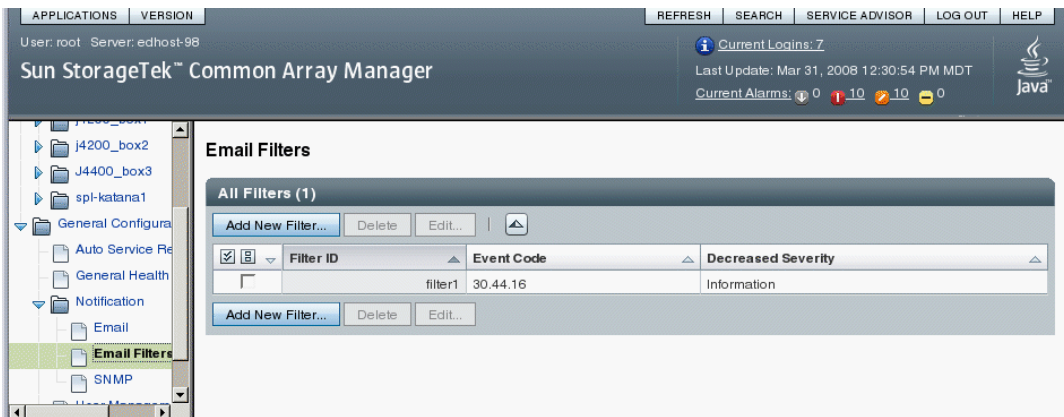 APPLICATIONS VERSION
REFRESH SEARCH SERVICE ADVISOR LOG OUT HELP
User: root Server: edhost-98
Sun StorageTek™ Common Array Manager
Current Logins: 7
Last Update: Mar 31, 2008 12:30:54 PM MDT
Current Alarms: 0 10 10 0
Java™
j4200_box2
J4400_box3
spl-katana1
General Configura
Auto Service Re
General Health
Notification
Email
Email Filters
SNMP
Email Filters
All Filters (1)
Add New Filter... Delete Edit...
Filter ID Event Code Decreased Severity
filter1 30.44.16 Information
Add New Filter... Delete Edit...